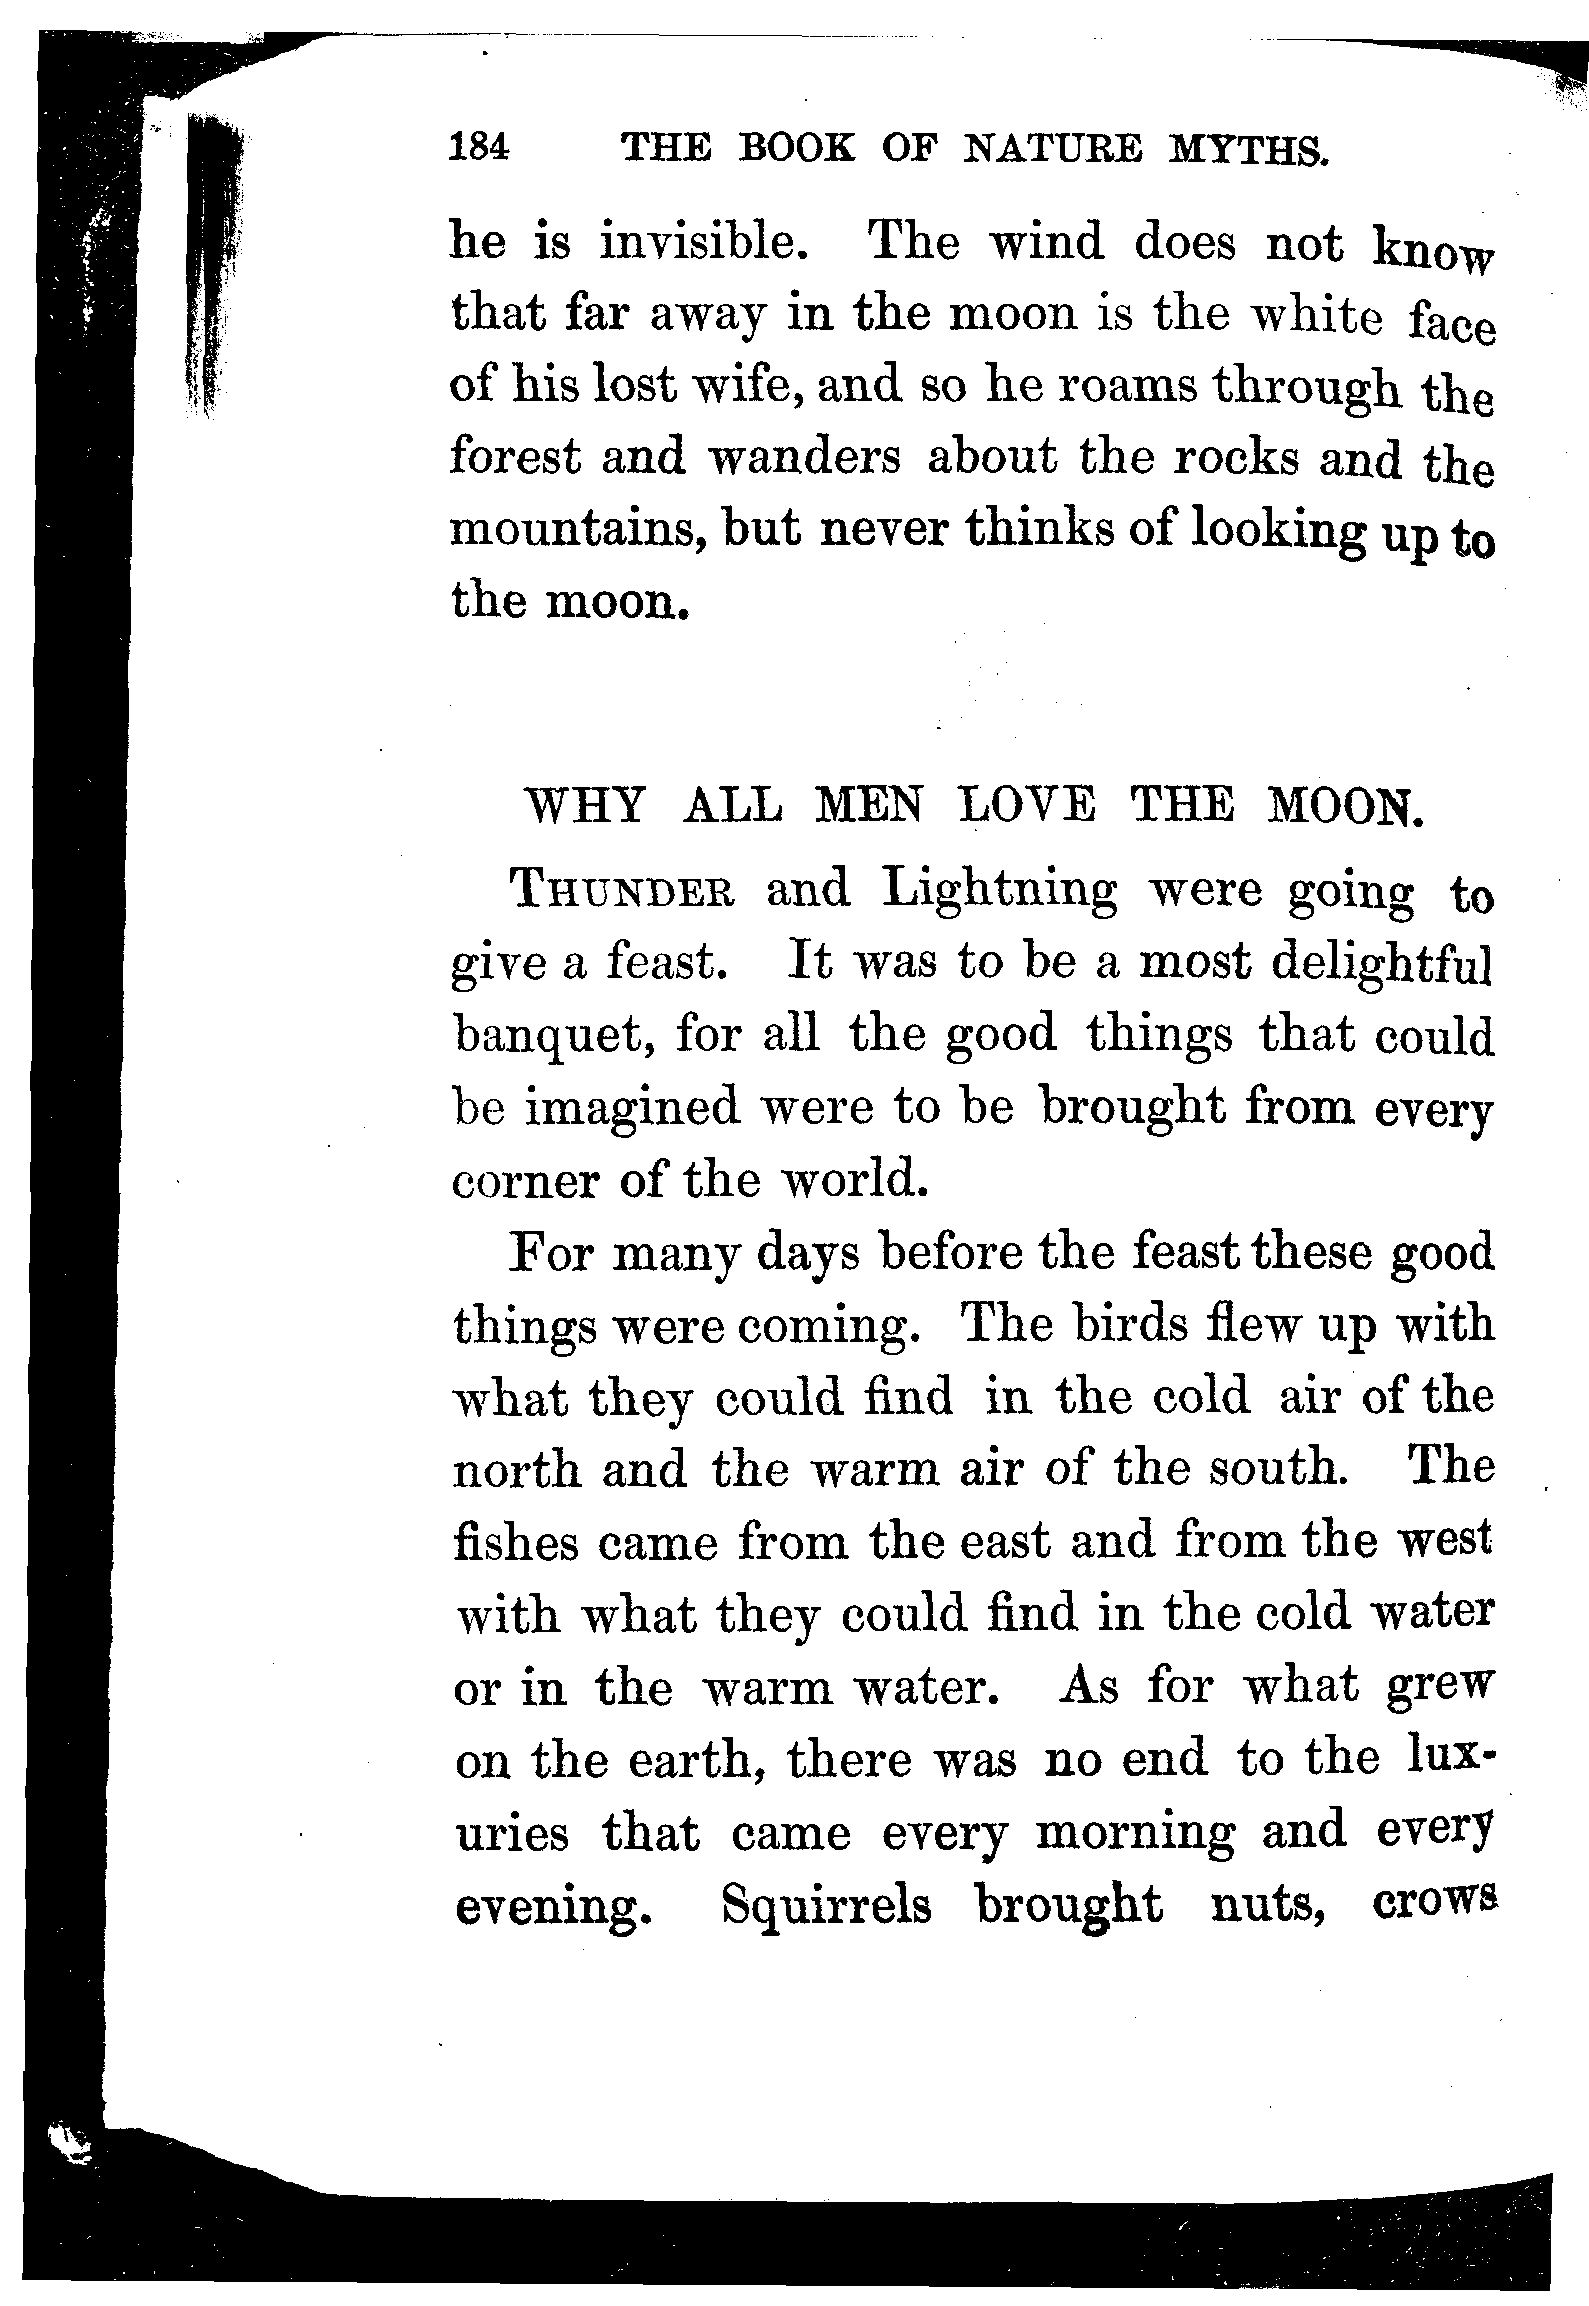 184 THE BOOK OF NATURE MYTHS.
he is invisible. The wind does not know
that far away in the moon is the white face
of his lost wife, and so he roams through the
forest and wanders about the rocks and the
mountains, but never thinks of looking up to
the moon.
WHY ALL MEN LOVE THE MOON.
THUNDER and Lightning were going to
give a feast. It was to be a most delightful
banquet, for all the good things that could
be imagined were to be brought from every
corner of the world.
For many days before the feast these good
things were coming. The birds flew up with
what they could find in the cold air of the
north and the warm air of the south. The
fishes came from the east and from the west
with what they could find in the cold water
or in the warm water. As for what grew
on the earth, there was no end to the lux-
uries that came every morning and every
evening. Squirrels brought nuts, crows